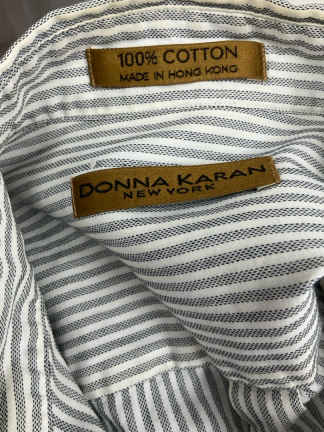 100% COTTON
MADE IN HONG KONG
DONNA KARAN
NEW YORK